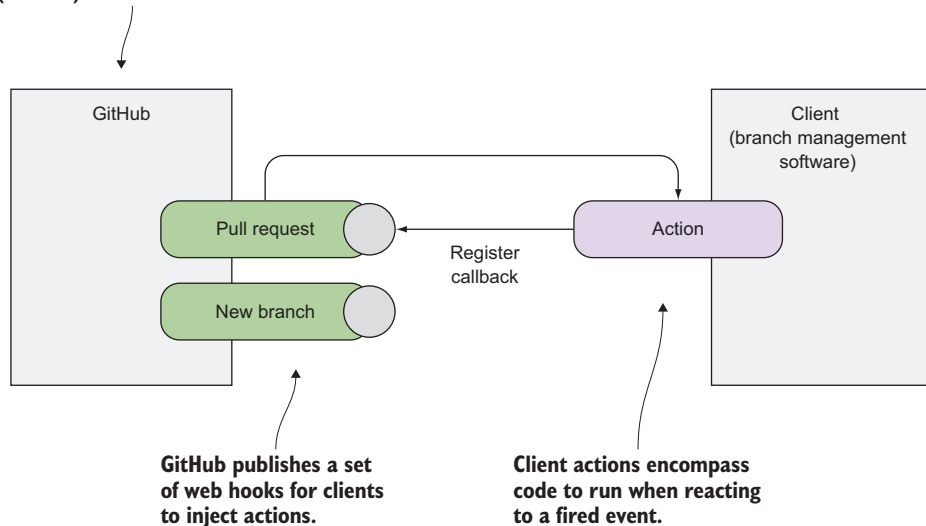 GitHub
Client
(branch management
software)
Pull request
Action
Register
callback
New branch
GitHub publishes a set
of web hooks for clients
to inject actions.
Client actions encompass
code to run when reacting
to a fired event.